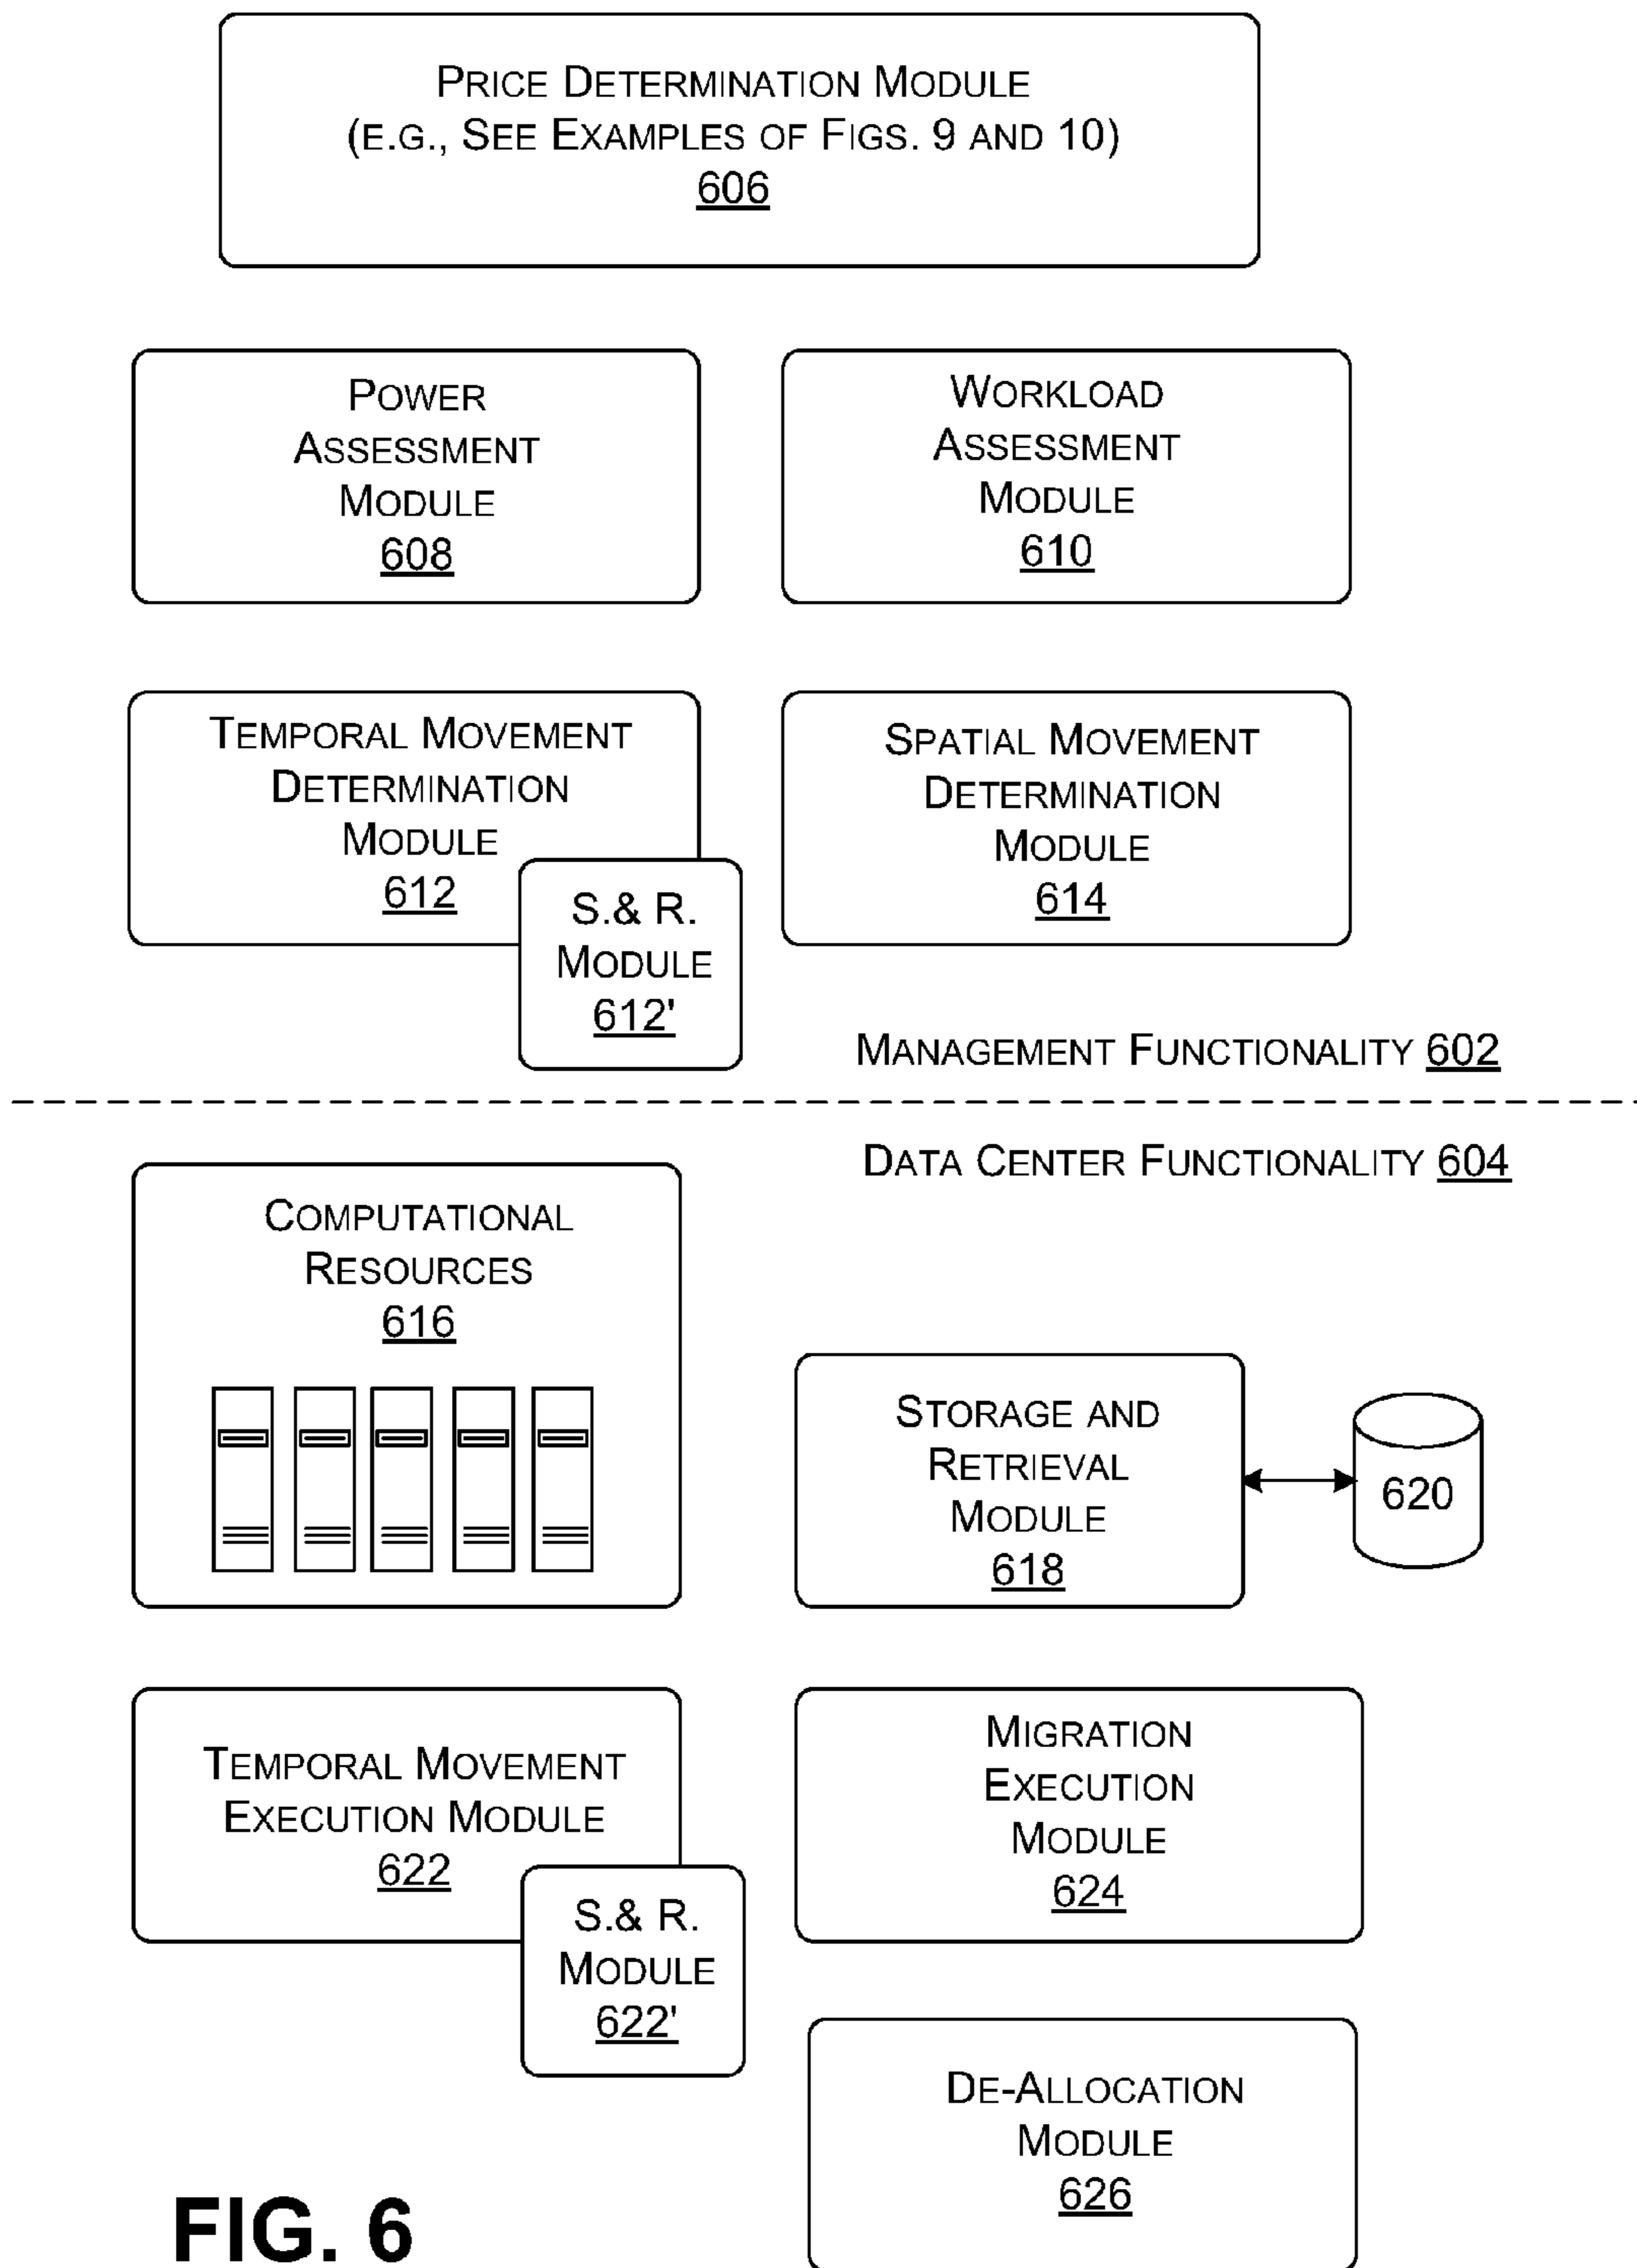 PRICE DETERMINATION MODULE
(E.G., SEE EXAMPLES OF FIGS. 9 AND 10)
606
POWER
ASSESSMENT
MODULE
608
WORKLOAD
ASSESSMENT
MODULE
610
TEMPORAL MOVEMENT
DETERMINATION
MODULE
612
S.& R.
MODULE
612'
SPATIAL MOVEMENT
DETERMINATION
MODULE
614
MANAGEMENT FUNCTIONALITY 602
DATA CENTER FUNCTIONALITY 604
COMPUTATIONAL
RESOURCES
616
STORAGE AND
RETRIEVAL
MODULE
618
620
TEMPORAL MOVEMENT
EXECUTION MODULE
622
S.& R.
MODULE
622'
MIGRATION
EXECUTION
MODULE
624
DE-ALLOCATION
MODULE
626
FIG. 6